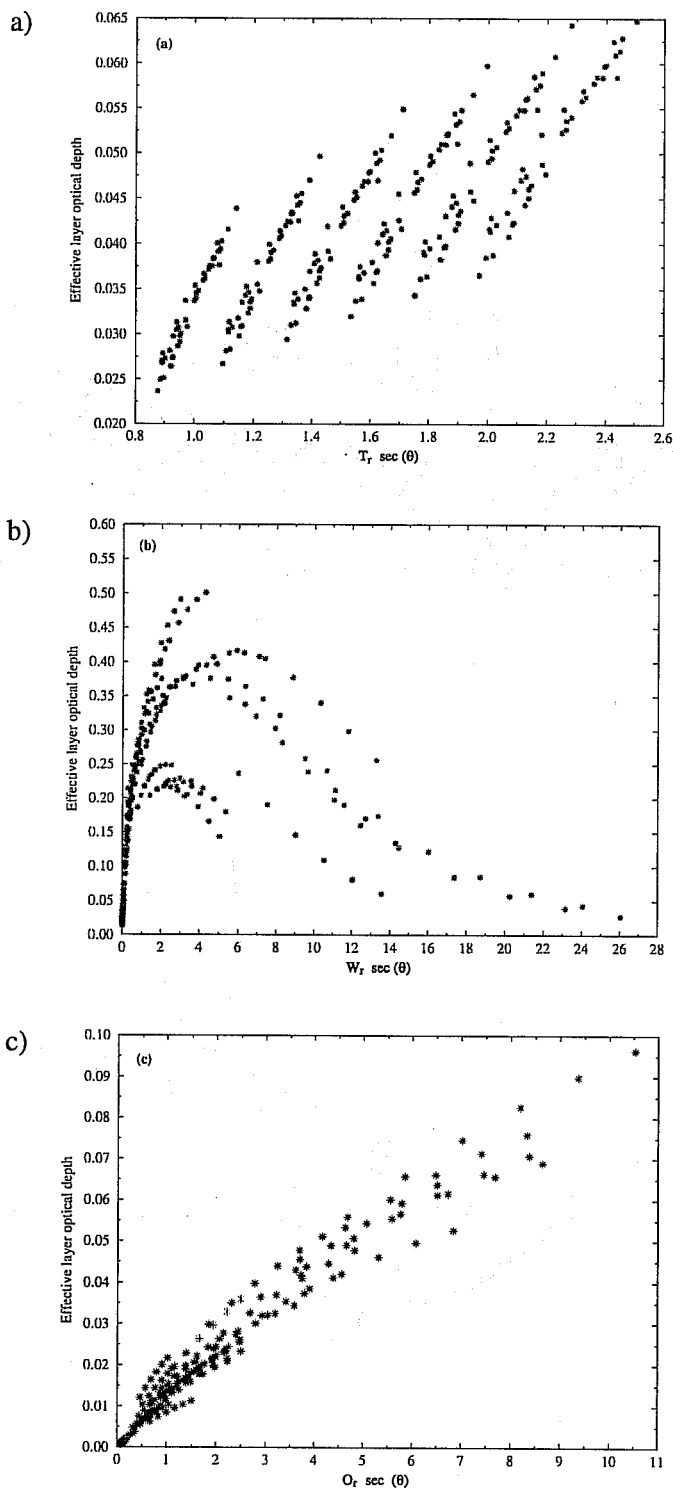 a)
(a)
0.065
0.060
0.055
0.050
0.045
0.040
0.035
0.030
0.025
0.020
Effective layer optical depth
0.8 1.0 1.2 1.4 1.6 1.8 2.0 2.2 2.4 2.6
Tr sec (θ)
b)
(b)
0.60
0.55
0.50
0.45
0.40
0.35
0.30
0.25
0.20
0.15
0.10
0.05
0.00
Effective layer optical depth
0 2 4 6 8 10 12 14 16 18 20 22 24 26 28
Wr sec (θ)
c)
(c)
0.10
0.09
0.08
0.07
0.06
0.05
0.04
0.03
0.02
0.01
0.00
Effective layer optical depth
0 1 2 3 4 5 6 7 8 9 10 11
Or sec (θ)